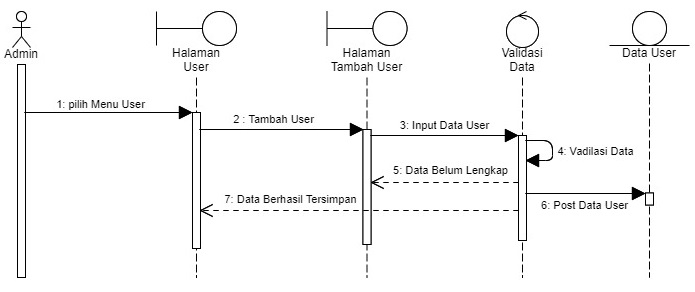 Admin
Halaman
User
Halaman
Tambah User
Validasi
Data
Data User
1: pilih Menu User
2 : Tambah User
3: Input Data User
4: Vadilasi Data
5: Data Belum Lengkap
6: Post Data User
7: Data Berhasil Tersimpan